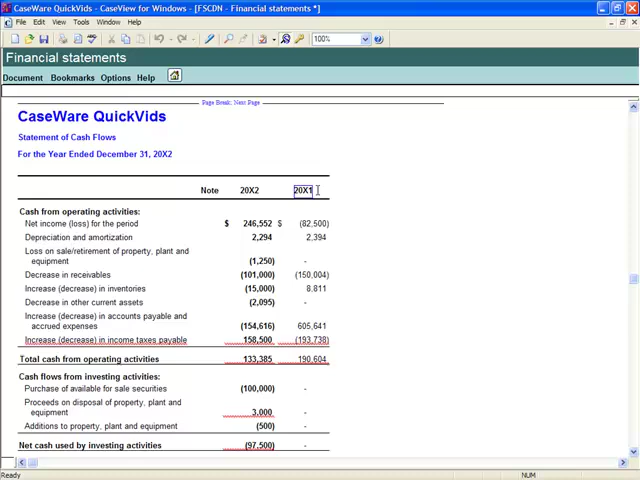 CaseWare QuickVids - CaseView for Windows - [FSCDN - Financial statements *]
File Edit View Tools Window Help
100%
Financial statements
Document Bookmarks Options Help
Page Break; Next Page
CaseWare QuickVids
Statement of Cash Flows
For the Year Ended December 31, 20X2
Note 20X2 20X1
Cash from operating activities:
Net income (loss) for the period $ 246,552 $ (82,500)
Depreciation and amortization 2,294 2,394
Loss on sale/retirement of property, plant and
equipment (1,250) -
Decrease in receivables (101,000) (150,004)
Increase (decrease) in inventories (15,000) 8,811
Decrease in other current assets (2,095) -
Increase (decrease) in accounts payable and
accrued expenses (154,616) 605,641
Increase (decrease) in income taxes payable 158,500 (193,738)
Total cash from operating activities 133,385 190,604
Cash flows from investing activities:
Purchase of available for sale securities (100,000) -
Proceeds on disposal of property, plant and
equipment 3,000 -
Additions to property, plant and equipment (500) -
Net cash used by investing activities (97,500) -
Ready NUM